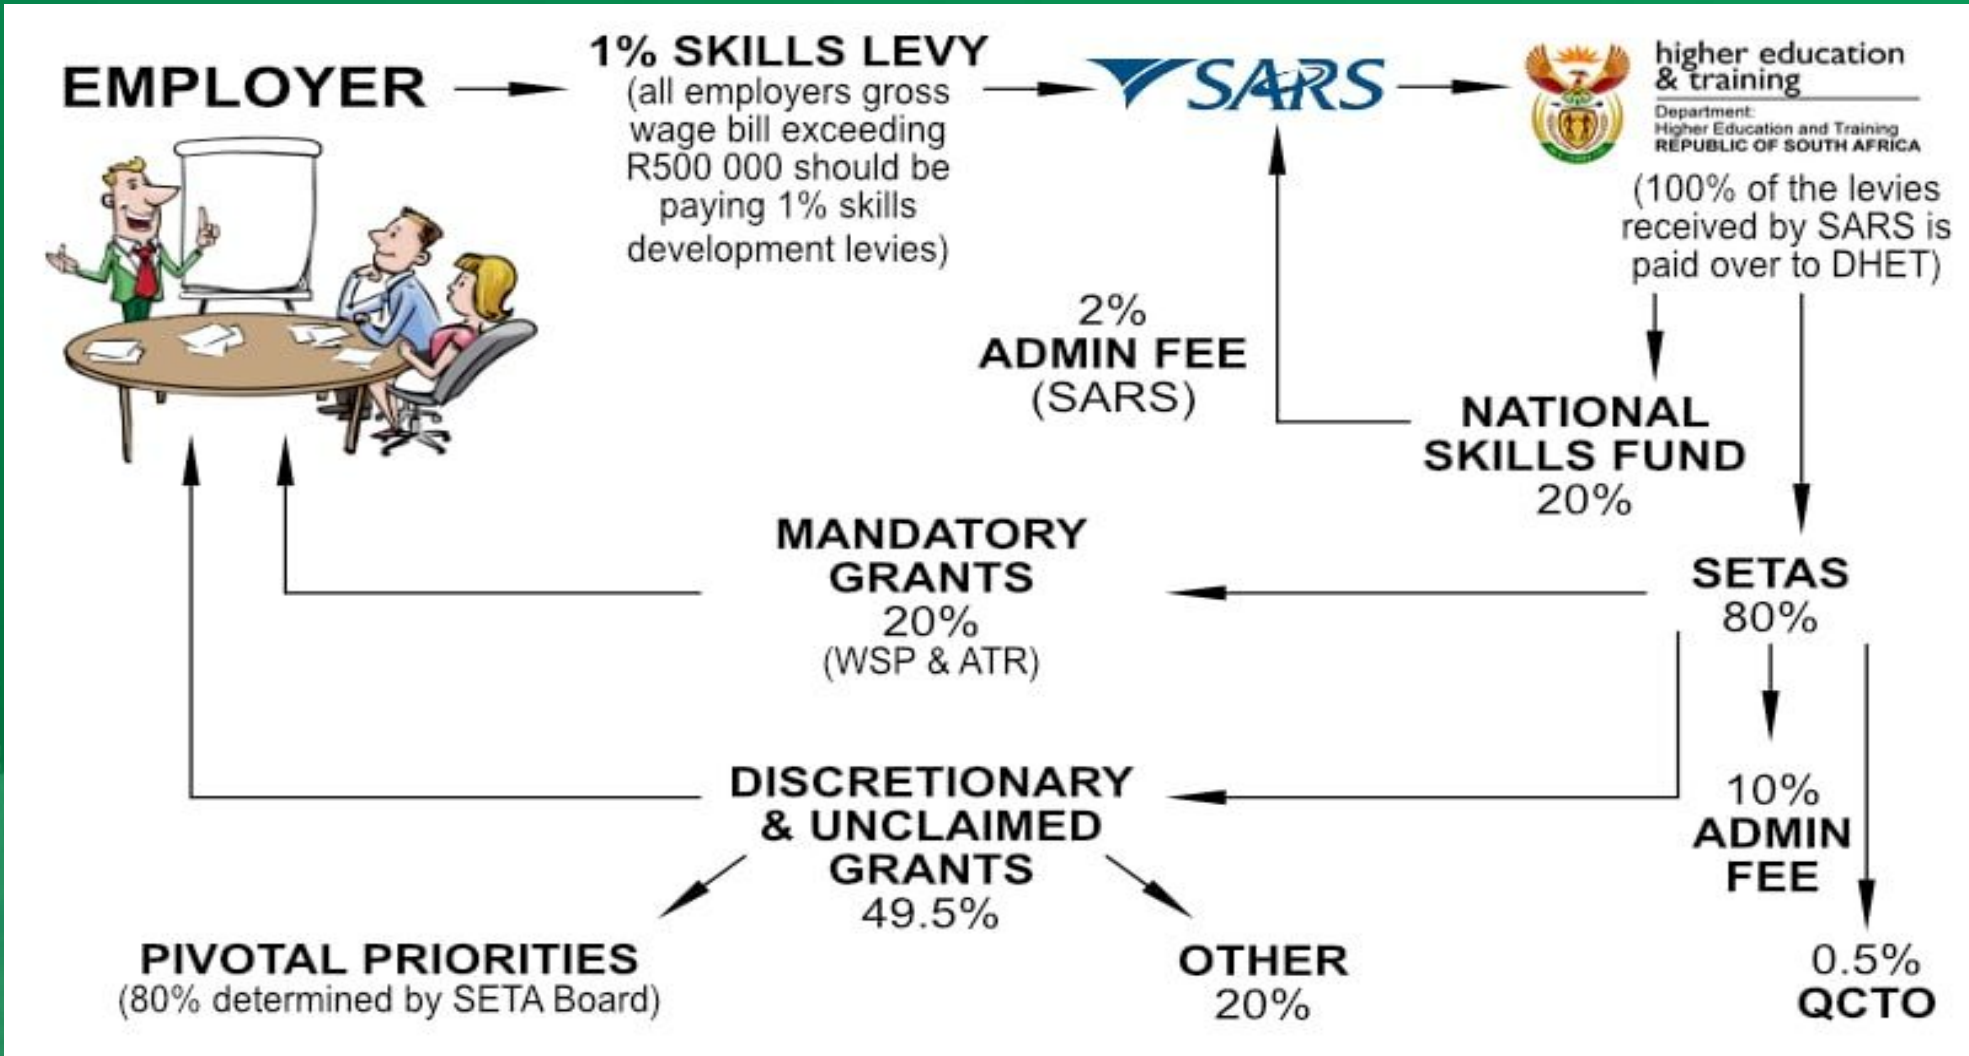 EMPLOYER
1% SKILLS LEVY
(all employers gross
wage bill exceeding
R500 000 should be
paying 1% skills
development levies)
SARS
higher education
& training
Department:
Higher Education and Training
REPUBLIC OF SOUTH AFRICA
(100% of the levies
received by SARS is
paid over to DHET)
2%
ADMIN FEE
(SARS)
NATIONAL
SKILLS FUND
20%
MANDATORY
GRANTS
20%
(WSP & ATR)
SETAS
80%
DISCRETIONARY
& UNCLAIMED
GRANTS
49.5%
10%
ADMIN
FEE
PIVOTAL PRIORITIES
(80% determined by SETA Board)
OTHER
20%
0.5%
QCTO